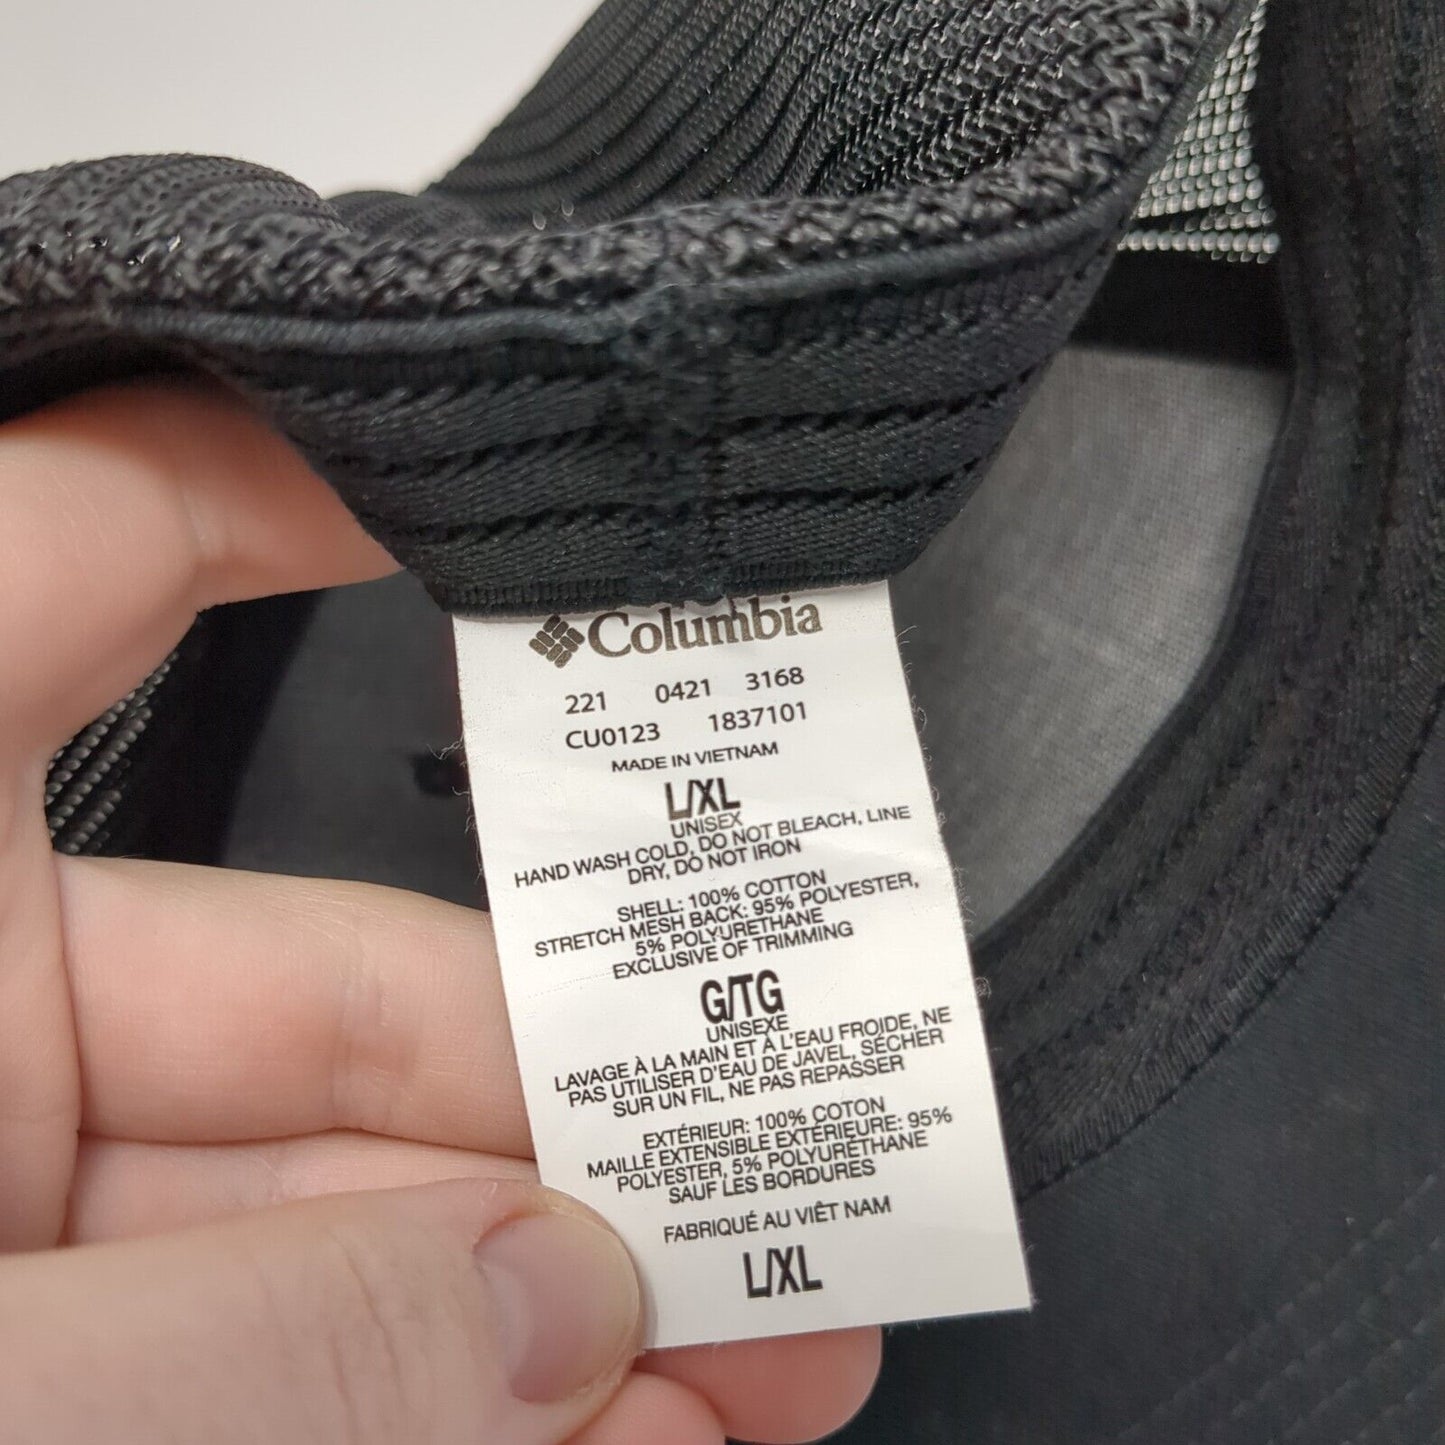 Columbia
221 0421 3168
CU0123 1837101
MADE IN VIETNAM
L/XL
UNISEX
HAND WASH COLD, DO NOT BLEACH, LINE
DRY, DO NOT IRON
SHELL: 100% COTTON
STRETCH MESH BACK: 95% POLYESTER,
5% POLYURETHANE
EXCLUSIVE OF TRIMMING
G/TG
UNISEXE
LAVAGE À LA MAIN ET À L'EAU FROIDE, NE
PAS UTILISER D'EAU DE JAVEL, SÉCHER
SUR UN FIL, NE PAS REPASSER
EXTÉRIEUR: 100% COTON
MAILLE EXTENSIBLE EXTÉRIEURE: 95%
POLYESTER, 5% POLYURÉTHANE
SAUF LES BORDURES
FABRIQUÉ AU VIÊT NAM
L/XL